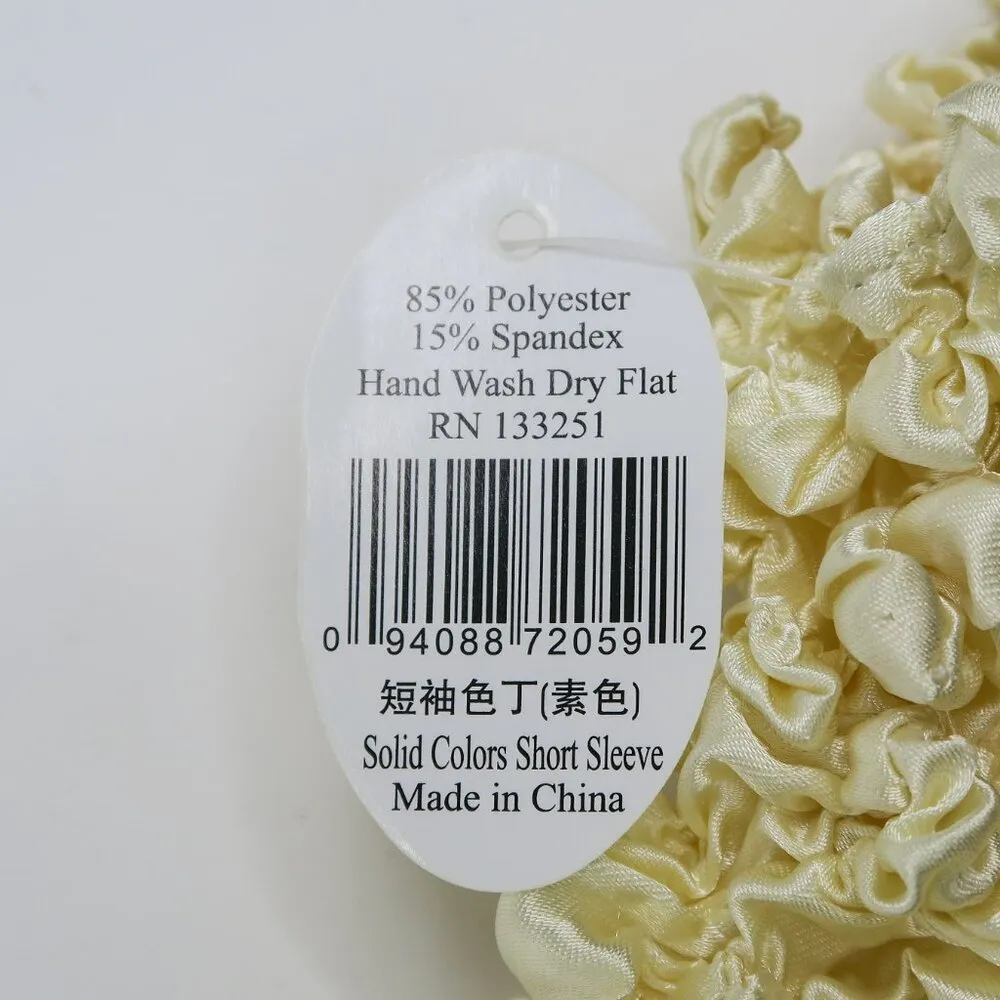 85% Polyester
15% Spandex
Hand Wash Dry Flat
RN 133251
0 94088 72059 2
短袖色丁(素色)
Solid Colors Short Sleeve
Made in China